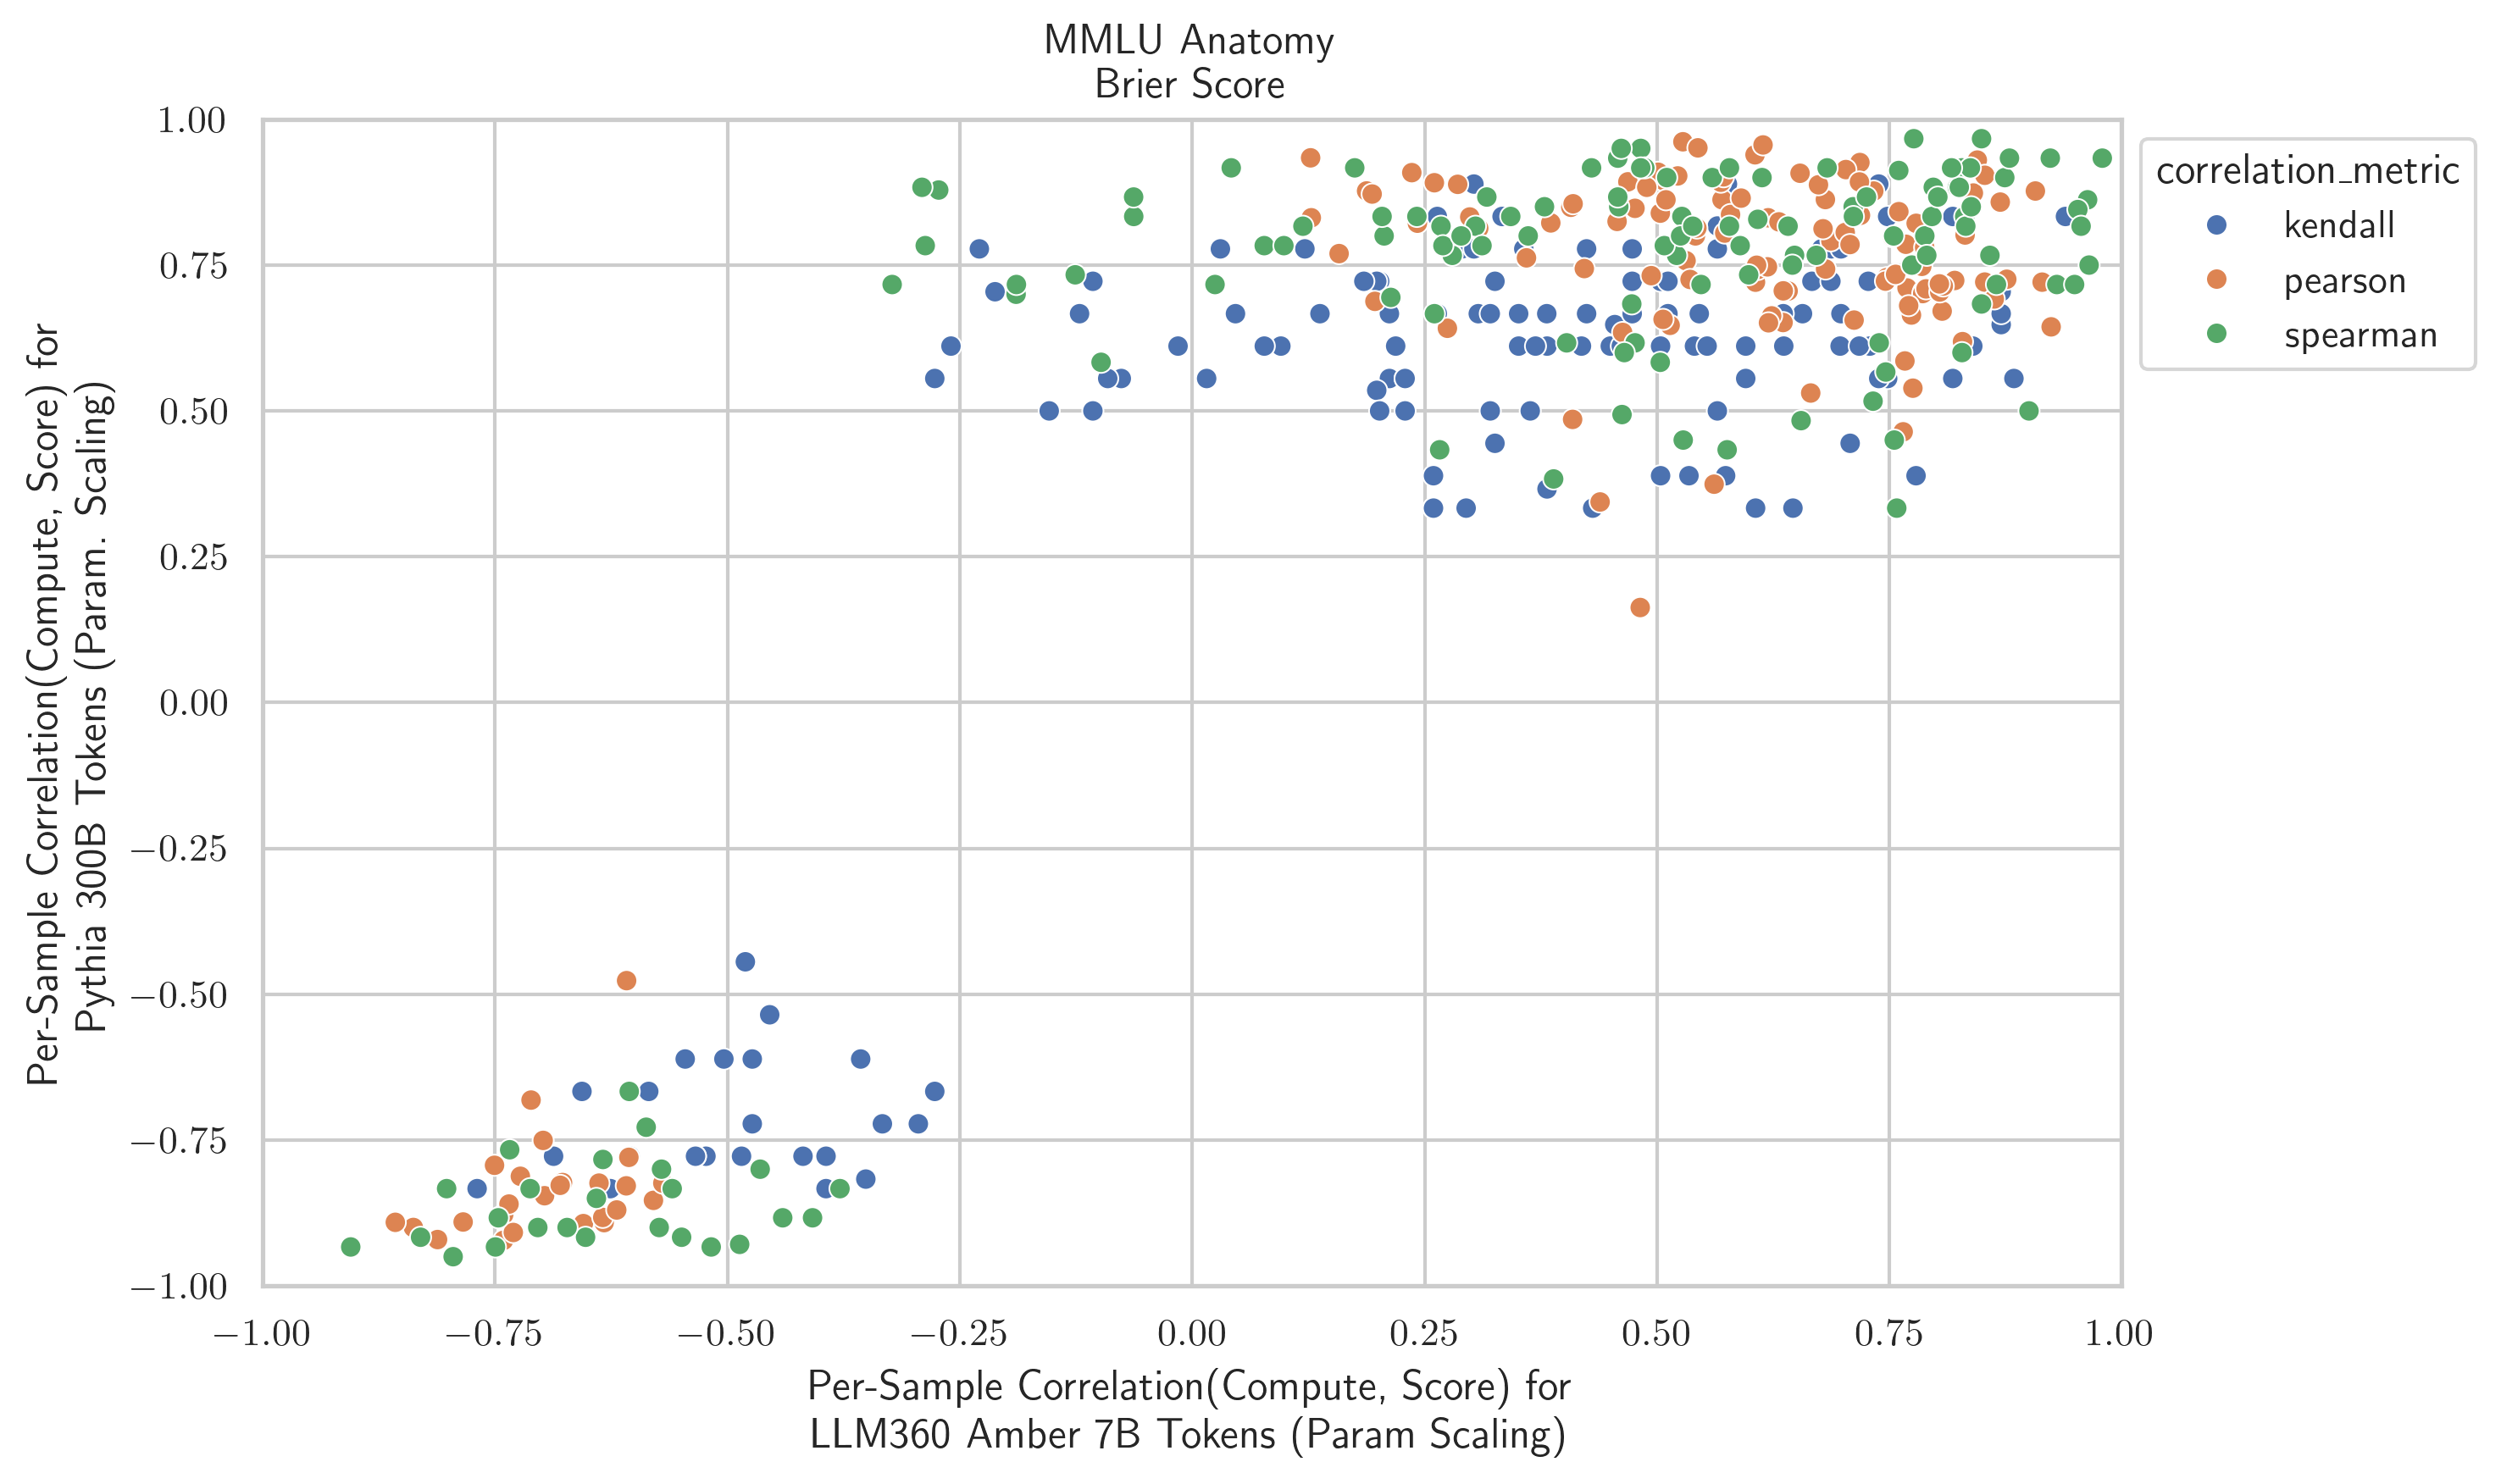 MMLU Anatomy
Brier Score
1.00
0.75
0.50
0.25
0.00
−0.25
−0.50
−0.75
−1.00
Per-Sample Correlation(Compute, Score) for
Pythia 300B Tokens (Param. Scaling)
−1.00
−0.75
−0.50
−0.25
0.00
0.25
0.50
0.75
1.00
Per-Sample Correlation(Compute, Score) for
LLM360 Amber 7B Tokens (Param Scaling)
correlation_metric
kendall
pearson
spearman